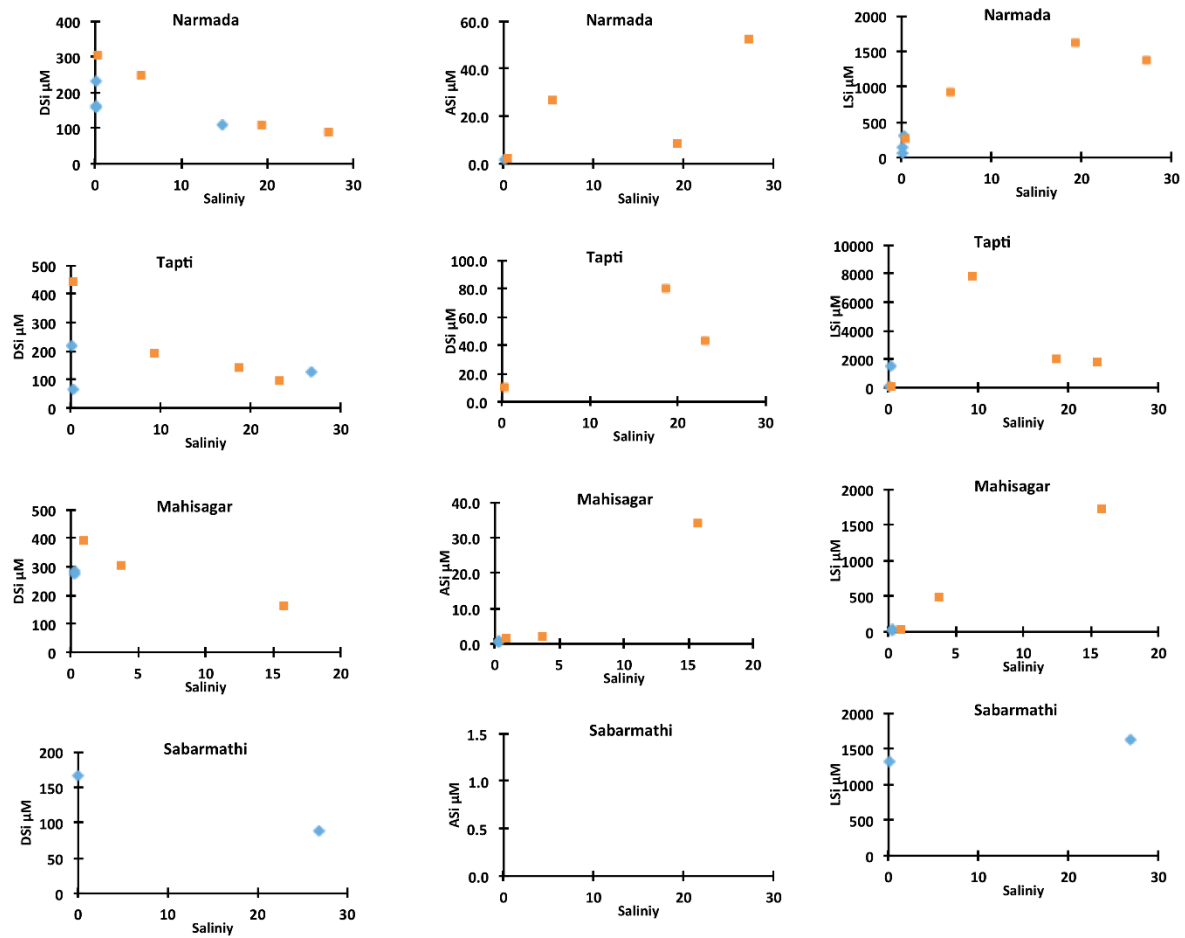 Narmada
DSi µM
400
300
200
100
0
0 10 20 30
Saliniy
Narmada
ASi µM
60.0
40.0
20.0
0.0
0 10 20 30
Saliniy
Narmada
LSi µM
2000
1500
1000
500
0
0 10 20 30
Saliniy
Tapti
DSi µM
500
400
300
200
100
0
0 10 20 30
Saliniy
Tapti
DSi µM
100.0
80.0
60.0
40.0
20.0
0.0
0 10 20 30
Saliniy
Tapti
LSi µM
10000
8000
6000
4000
2000
0
0 10 20 30
Saliniy
Mahisagar
DSi µM
500
400
300
200
100
0
0 5 10 15 20
Saliniy
Mahisagar
ASi µM
40.0
30.0
20.0
10.0
0.0
0 5 10 15 20
Saliniy
Mahisagar
LSi µM
2000
1500
1000
500
0
0 5 10 15 20
Saliniy
Sabarmathi
DSi µM
200
150
100
50
0
0 10 20 30
Saliniy
Sabarmathi
ASi µM
1.5
1.0
0.5
0.0
0 10 20 30
Saliniy
Sabarmathi
LSi µM
2000
1500
1000
500
0
0 10 20 30
Saliniy